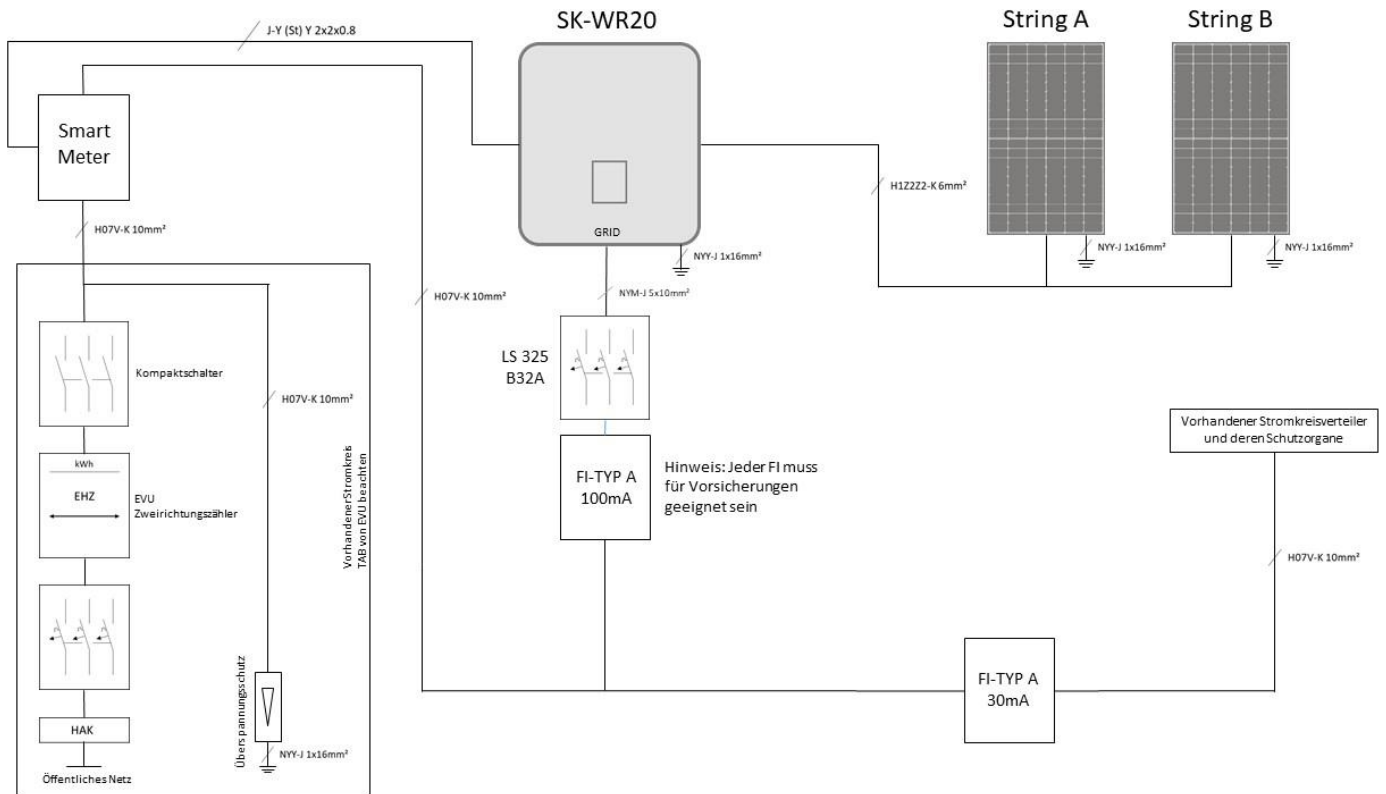 SK-WR20
String A
String B
J-Y (St) Y 2x2x0.8
Smart
Meter
H1Z2Z2-K 6mm²
H07V-K 10mm²
GRID
NYY-J 1x16mm²
NYY-J 1x16mm²
NYY-J 1x16mm²
NYM-J 5x10mm²
H07V-K 10mm²
LS 325
B32A
Kompaktschalter
H07V-K 10mm²
Vorhandener Stromkreisverteiler
und deren Schutzorgane
kWh
EHZ
EVU
Zweirichtungszähler
Vorhandener Stromkreis
TAB von EVU beachten
FI-TYP A
100mA
Hinweis: Jeder FI muss
für Vorsicherungen
geeignet sein
H07V-K 10mm²
FI-TYP A
30mA
Überspannungsschutz
HAK
NYY-J 1x16mm²
Öffentliches Netz